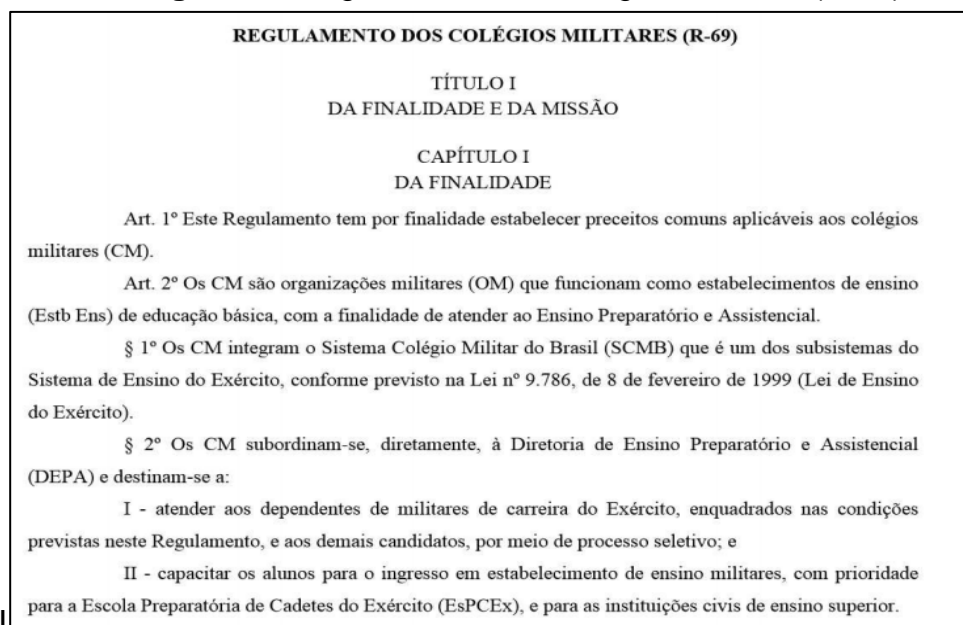 REGULAMENTO DOS COLÉGIOS MILITARES (R-69)
TÍTULO I
DA FINALIDADE E DA MISSÃO
CAPÍTULO I
DA FINALIDADE
Art. 1º Este Regulamento tem por finalidade estabelecer preceitos comuns aplicáveis aos colégios
militares (CM).
Art. 2º Os CM são organizações militares (OM) que funcionam como estabelecimentos de ensino
(Estb Ens) de educação básica, com a finalidade de atender ao Ensino Preparatório e Assistencial.
§ 1º Os CM integram o Sistema Colégio Militar do Brasil (SCMB) que é um dos subsistemas do
Sistema de Ensino do Exército, conforme previsto na Lei nº 9.786, de 8 de fevereiro de 1999 (Lei de Ensino
do Exército).
§ 2º Os CM subordinam-se, diretamente, à Diretoria de Ensino Preparatório e Assistencial
(DEPA) e destinam-se a:
I - atender aos dependentes de militares de carreira do Exército, enquadrados nas condições
previstas neste Regulamento, e aos demais candidatos, por meio de processo seletivo; e
II - capacitar os alunos para o ingresso em estabelecimento de ensino militares, com prioridade
para a Escola Preparatória de Cadetes do Exército (EsPCEx), e para as instituições civis de ensino superior.